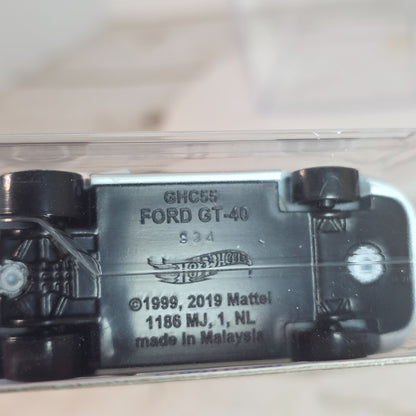 GHC55
FORD GT-40
934
HOT WHEELS
©1999, 2019 Mattel
1186 MJ, 1, NL
made in Malaysia